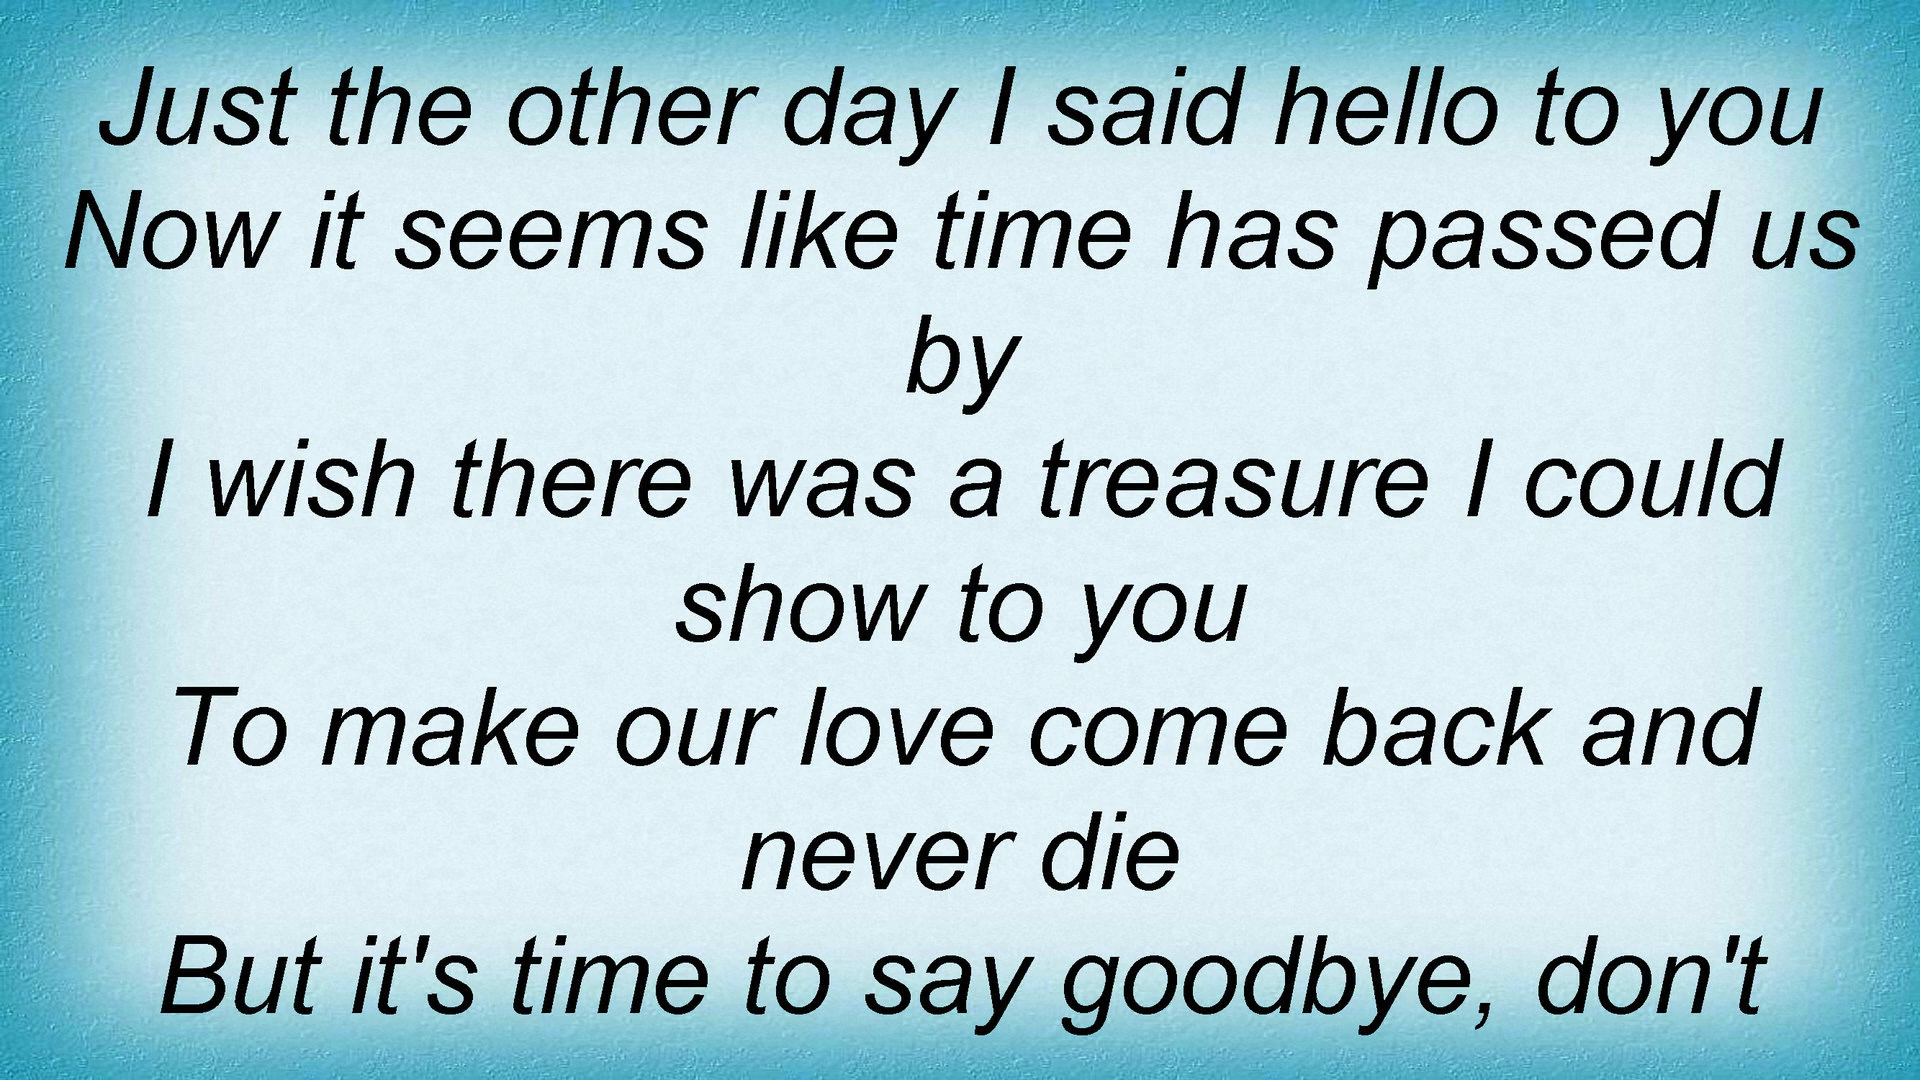 Just the other day I said hello to you
Now it seems like time has passed us
by
I wish there was a treasure I could
show to you
To make our love come back and
never die
But it's time to say goodbye, don't